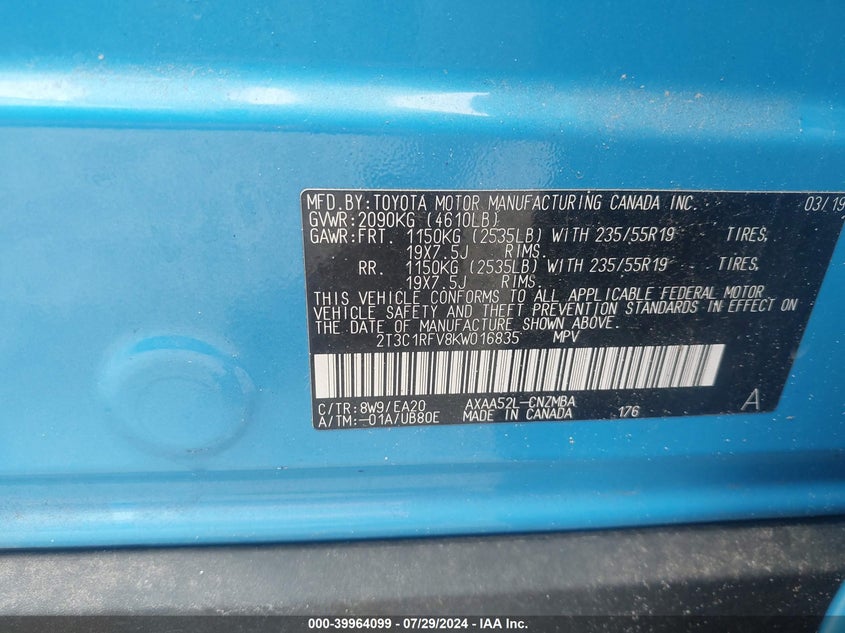 MFD. BY: TOYOTA MOTOR MANUFACTURING CANADA INC. 03/19
GVWR: 2090KG (4610LB)
GAWR: FRT. 1150KG (2535LB) WITH 235/55R19 TIRES,
19X7.5J RIMS.
RR. 1150KG (2535LB) WITH 235/55R19 TIRES,
19X7.5J RIMS.
THIS VEHICLE CONFORMS TO ALL APPLICABLE FEDERAL MOTOR
VEHICLE SAFETY AND THEFT PREVENTION STANDARDS IN EFFECT ON
THE DATE OF MANUFACTURE SHOWN ABOVE.
2T3C1RFV8KW016835 MPV
C/TR: 8W9/EA20 AXAA52L-CNZMBA
A/TM: -01A/UB80E MADE IN CANADA 176 A
000-39964099 / 07/29/2024 - IAA Inc.